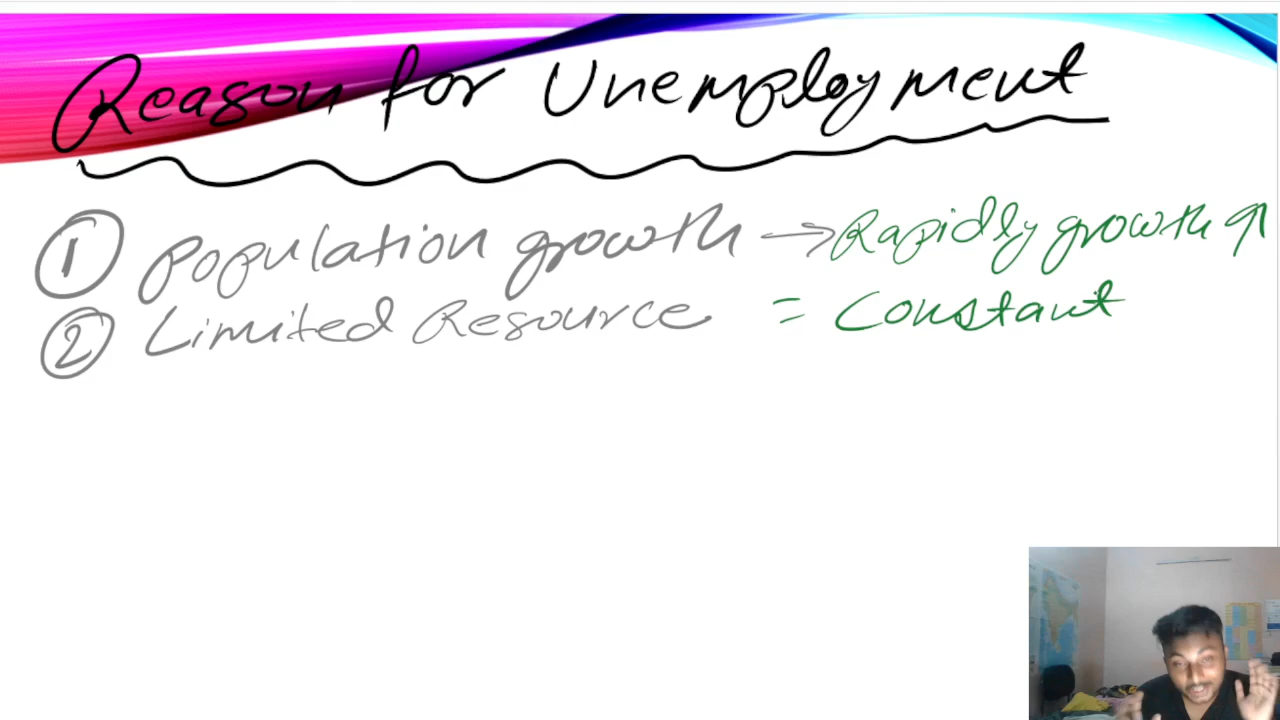 Reason for Unemployment
① Population growth → Rapidly growth
② Limited Resource = Constant